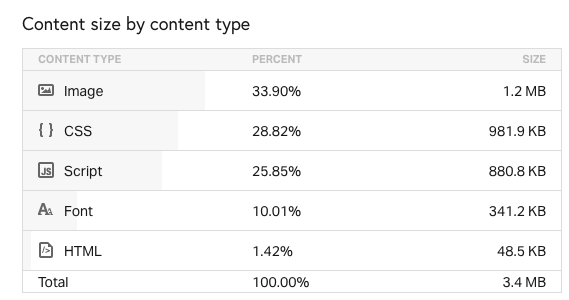 Content size by content type
CONTENT TYPE PERCENT SIZE
Image 33.90% 1.2 MB
{ } CSS 28.82% 981.9 KB
JS Script 25.85% 880.8 KB
AA Font 10.01% 341.2 KB
</> HTML 1.42% 48.5 KB
Total 100.00% 3.4 MB